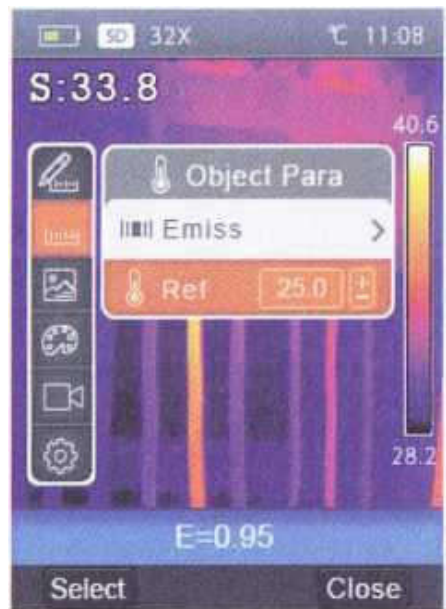 SD 32X ℃ 11:08
S:33.8
40.6
Object Para
Emiss >
Ref 25.0 ±
28.2
E=0.95
Select Close